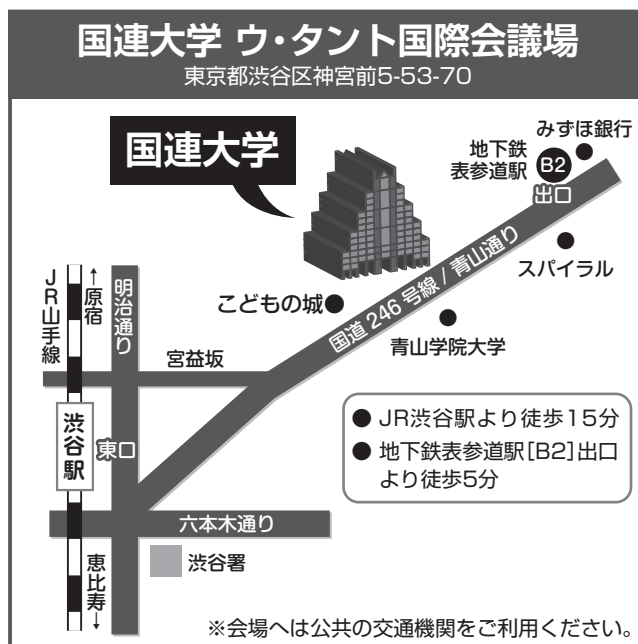 国連大学 ウ・タント国際会議場
東京都渋谷区神宮前5-53-70
国連大学
みずほ銀行
地下鉄
表参道駅
B2
出口
スパイラル
国道246号線 / 青山通り
こどもの城●
青山学院大学
JR山手線
↑原宿
明治通り
宮益坂
渋谷駅
東口
● JR渋谷駅より徒歩15分
● 地下鉄表参道駅[B2]出口
より徒歩5分
六本木通り
渋谷署
恵比寿↓
※会場へは公共の交通機関をご利用ください。